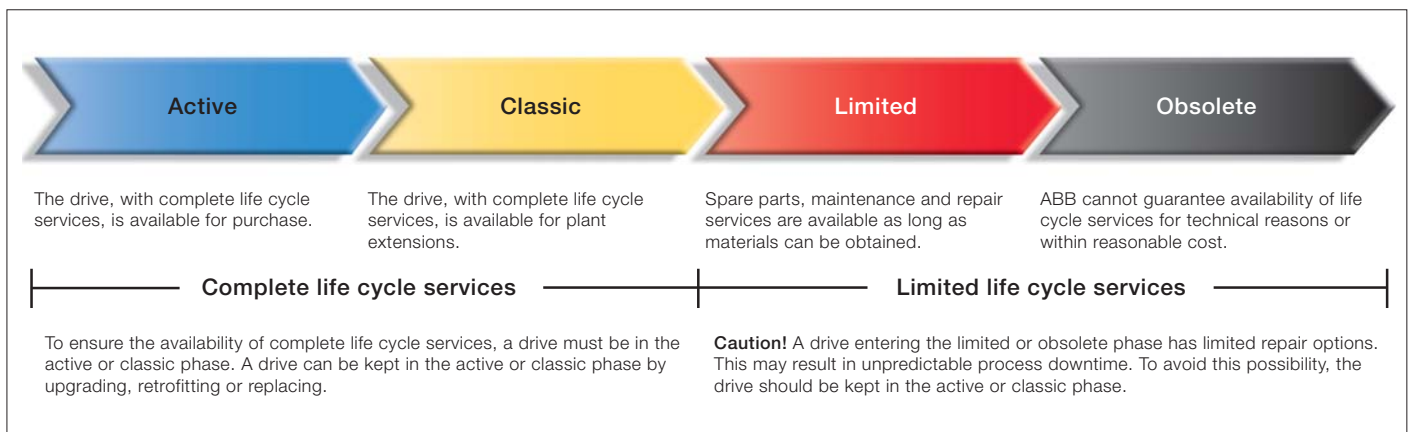 Active
Classic
Limited
Obsolete
The drive, with complete life cycle
services, is available for purchase.
The drive, with complete life cycle
services, is available for plant
extensions.
Spare parts, maintenance and repair
services are available as long as
materials can be obtained.
ABB cannot guarantee availability of life
cycle services for technical reasons or
within reasonable cost.
Complete life cycle services
Limited life cycle services
To ensure the availability of complete life cycle services, a drive must be in the
active or classic phase. A drive can be kept in the active or classic phase by
upgrading, retrofitting or replacing.
Caution! A drive entering the limited or obsolete phase has limited repair options.
This may result in unpredictable process downtime. To avoid this possibility, the
drive should be kept in the active or classic phase.